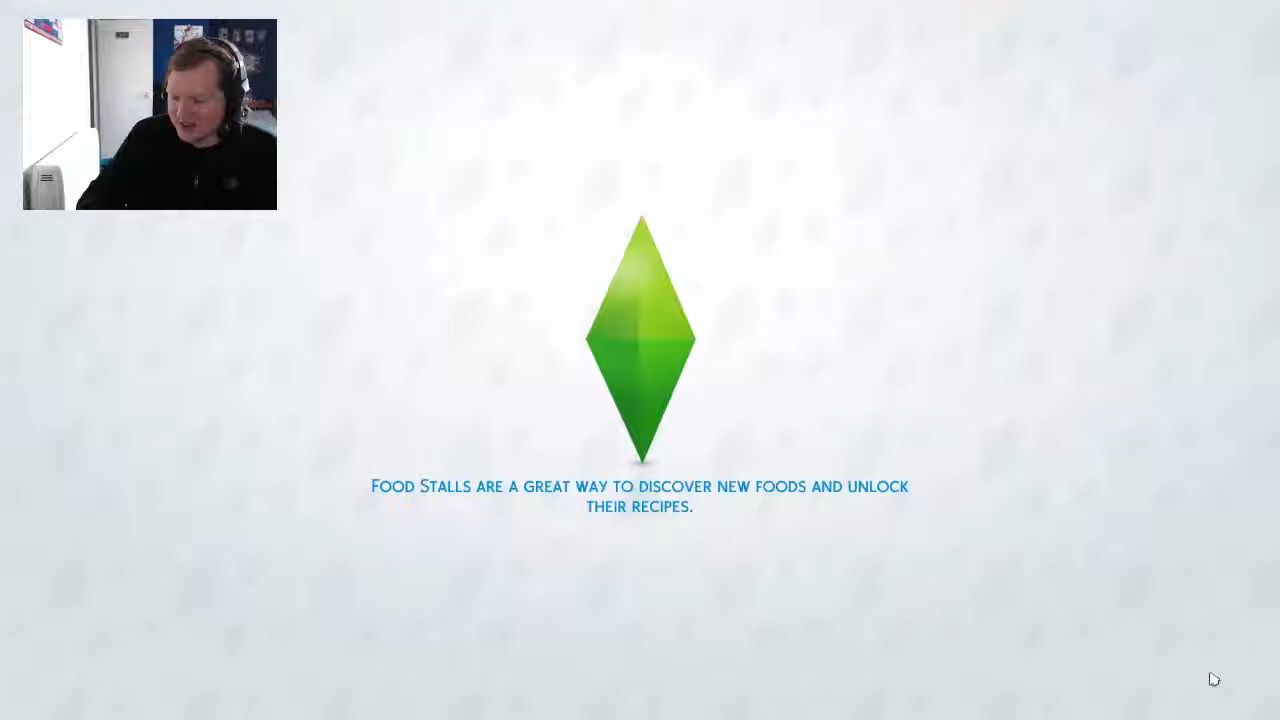 Food Stalls are a great way to discover new foods and unlock
their recipes.